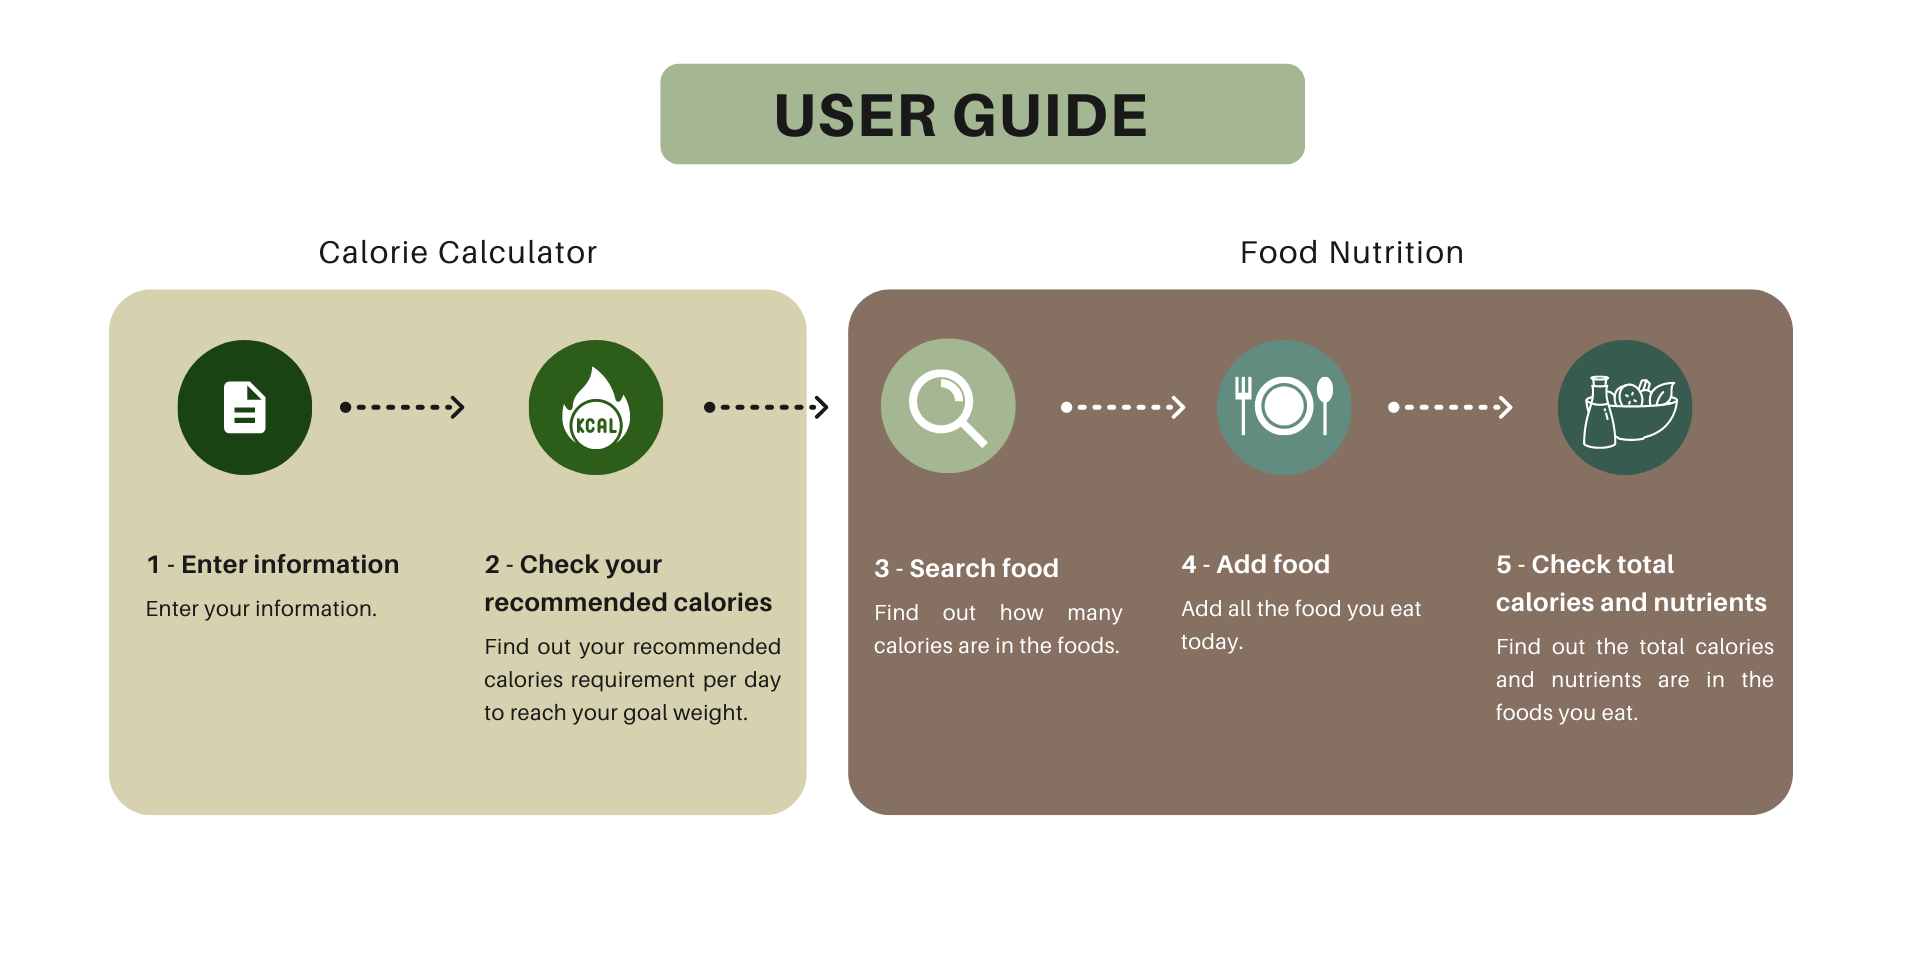 USER GUIDE
Calorie Calculator
Food Nutrition
KCAL
1 - Enter information
Enter your information.
2 - Check your
recommended calories
Find out your recommended
calories requirement per day
to reach your goal weight.
3 - Search food
Find out how many
calories are in the foods.
4 - Add food
Add all the food you eat
today.
5 - Check total
calories and nutrients
Find out the total calories
and nutrients are in the
foods you eat.